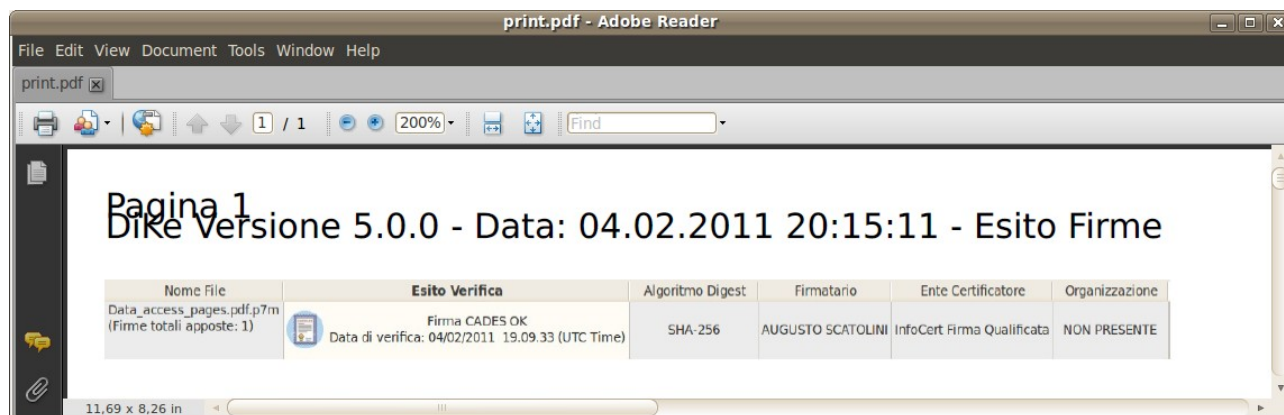 print.pdf - Adobe Reader
File Edit View Document Tools Window Help
print.pdf
1 / 1 200% Find
Pagina 1
DiKe Versione 5.0.0 - Data: 04.02.2011 20:15:11 - Esito Firme
Nome File Esito Verifica Algoritmo Digest Firmatario Ente Certificatore Organizzazione
Data_access_pages.pdf.p7m
(Firme totali apposte: 1)
Firma CADES OK
Data di verifica: 04/02/2011 19.09.33 (UTC Time)
SHA-256 AUGUSTO SCATOLINI InfoCert Firma Qualificata NON PRESENTE
11,69 x 8,26 in